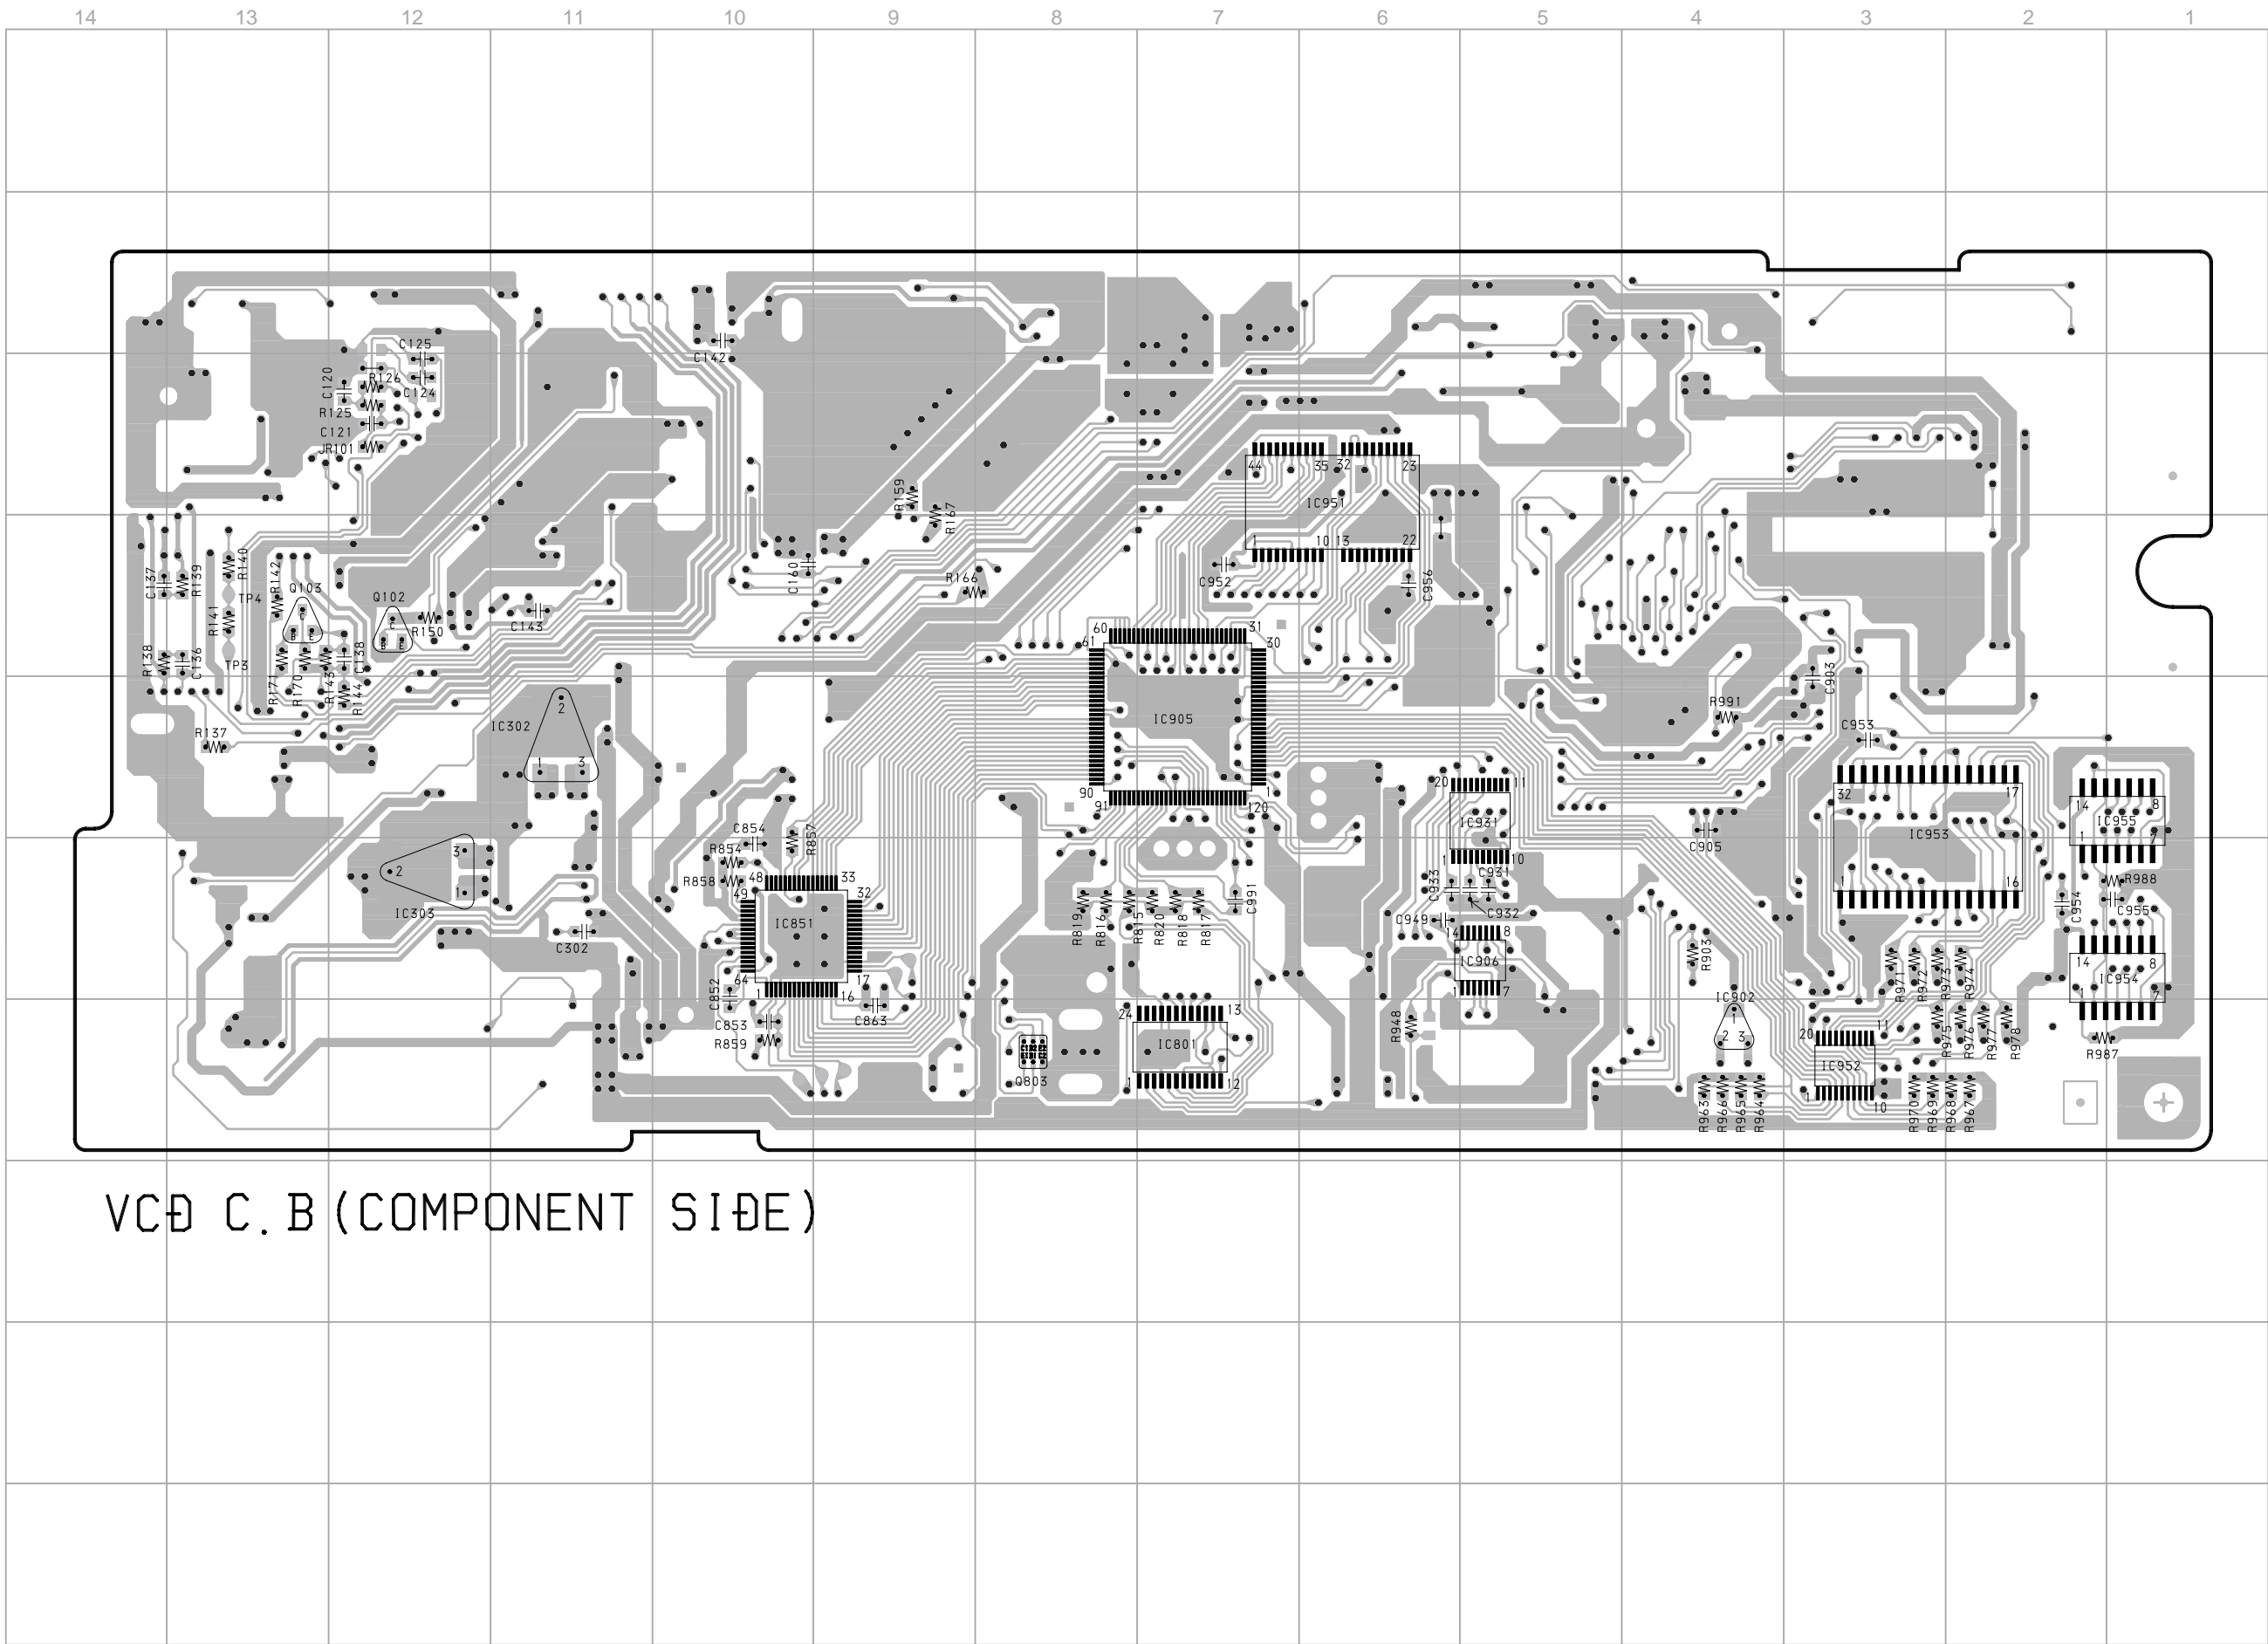 14 13 12 11 10 9 8 7 6 5 4 3 2 1
C125
C142
C120 R126 C124
R125
C121
JR101
44 35 32 23
R159 IC951
R167
1 10 13 22
R140
C137 R139 R142 C160 C952 C956
TP4 Q103 R166
R141 C Q102 C143
B E C R150
B E
60 31
61 30
R138 C136 TP3 C138
R171 R170 R143 R144 C903
R991
IC302 2 IC905
R137 C953
1 3
90 1
91 120
20 11
32 17
14 8
IC931 IC953 IC955
C854 R857 C905
R854 1 7
3 1 10
2 R858 48 33 C933 C931 1 16 R988
1 49 32 C991 C954 C955
IC303 R819 R816 R815 R820 R818 R817 C949 C932
IC851 14 8
C302 R903 14 8
IC906 R971 R972 R973 R974 IC954
64 17
C852 1 16 1 7 IC902 1 7
C863 1
C853 24 13 R948 20 11 R975 R976 R977 R978
R859 IC801 2 3 R987
Q803 IC952
1 12 1 10
R963 R966 R965 R964 R970 R969 R968 R967
VCD C.B(COMPONENT SIDE)